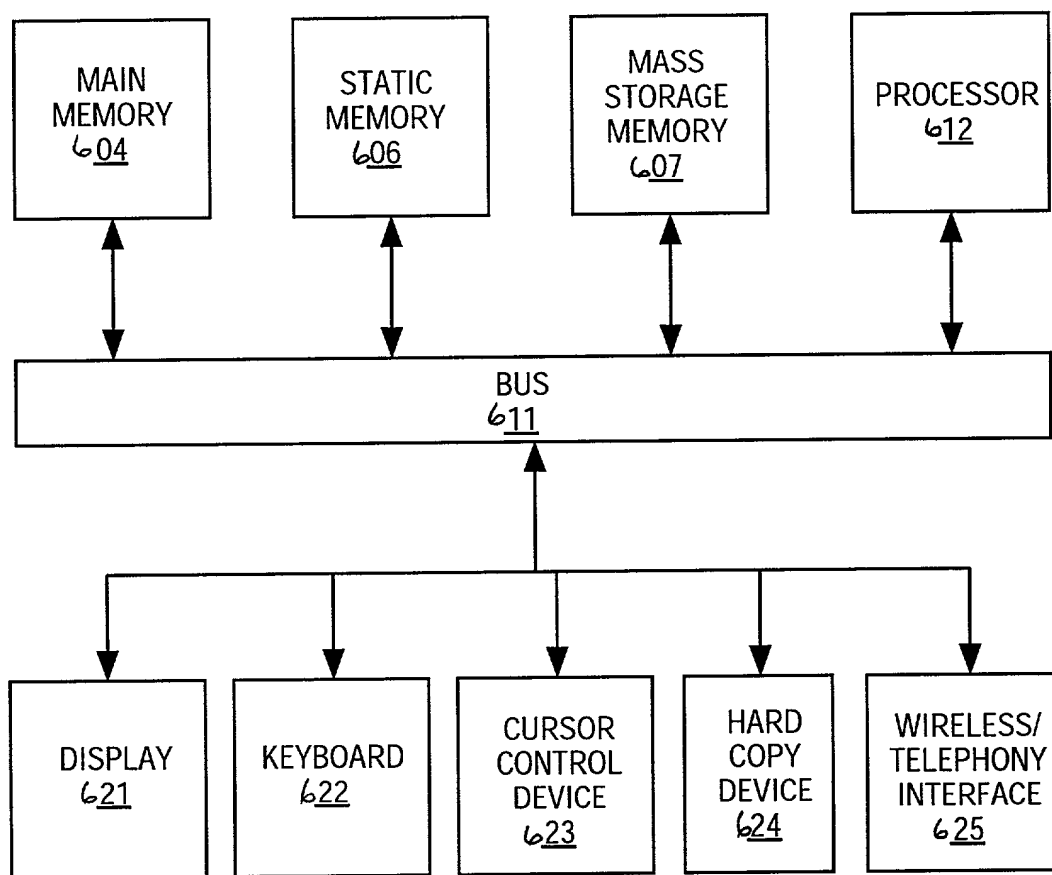 MAIN
MEMORY
604
STATIC
MEMORY
606
MASS
STORAGE
MEMORY
607
PROCESSOR
612
BUS
611
DISPLAY
621
KEYBOARD
622
CURSOR
CONTROL
DEVICE
623
HARD
COPY
DEVICE
624
WIRELESS/
TELEPHONY
INTERFACE
625